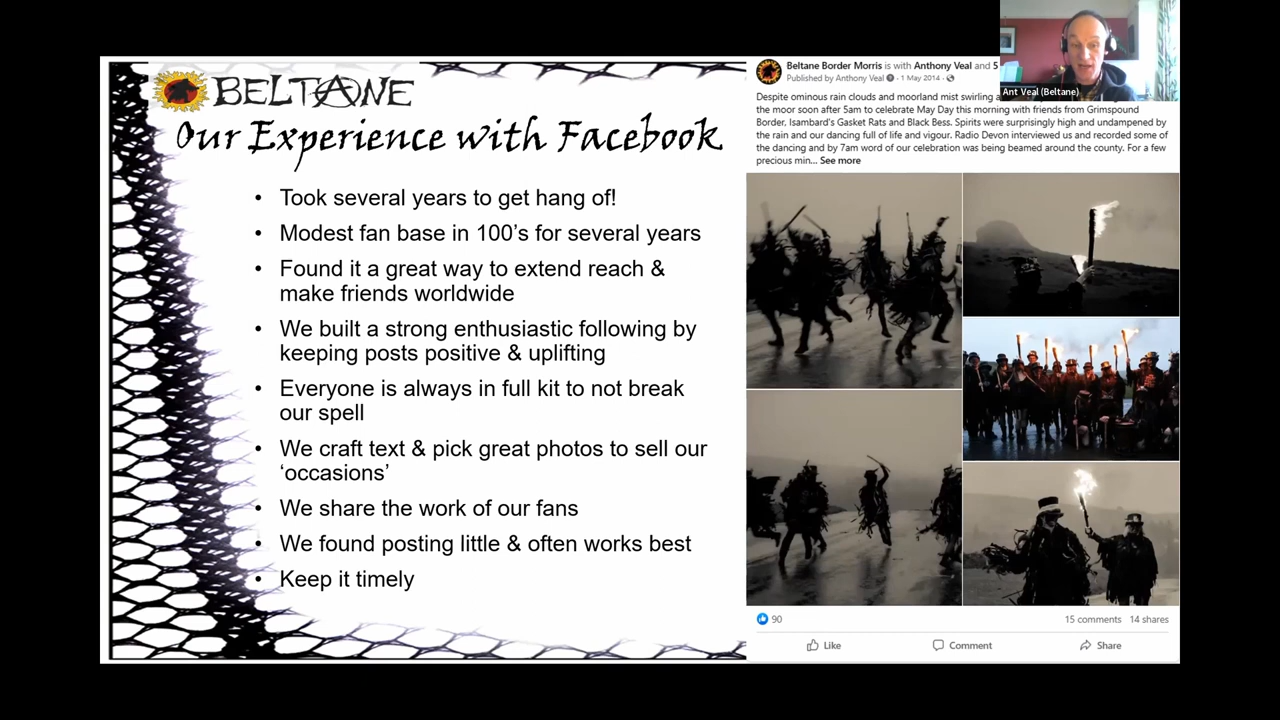 BELTANE
Our Experience with Facebook
• Took several years to get hang of!
• Modest fan base in 100's for several years
• Found it a great way to extend reach &
make friends worldwide
• We built a strong enthusiastic following by
keeping posts positive & uplifting
• Everyone is always in full kit to not break
our spell
• We craft text & pick great photos to sell our
‘occasions’
• We share the work of our fans
• We found posting little & often works best
• Keep it timely
Beltane Border Morris is with Anthony Veal and 5
Published by Anthony Veal · 1 May 2014 ·
Despite ominous rain clouds and moorland mist swirling a
the moor soon after 5am to celebrate May Day this morning with friends from Grimspound
Border, Isambard's Gasket Rats and Black Bess. Spirits were surprisingly high and undampened by
the rain and our dancing full of life and vigour. Radio Devon interviewed us and recorded some of
the dancing and by 7am word of our celebration was being beamed around the county. For a few
precious min... See more
Ant Veal (Beltane)
90
15 comments 14 shares
Like Comment Share